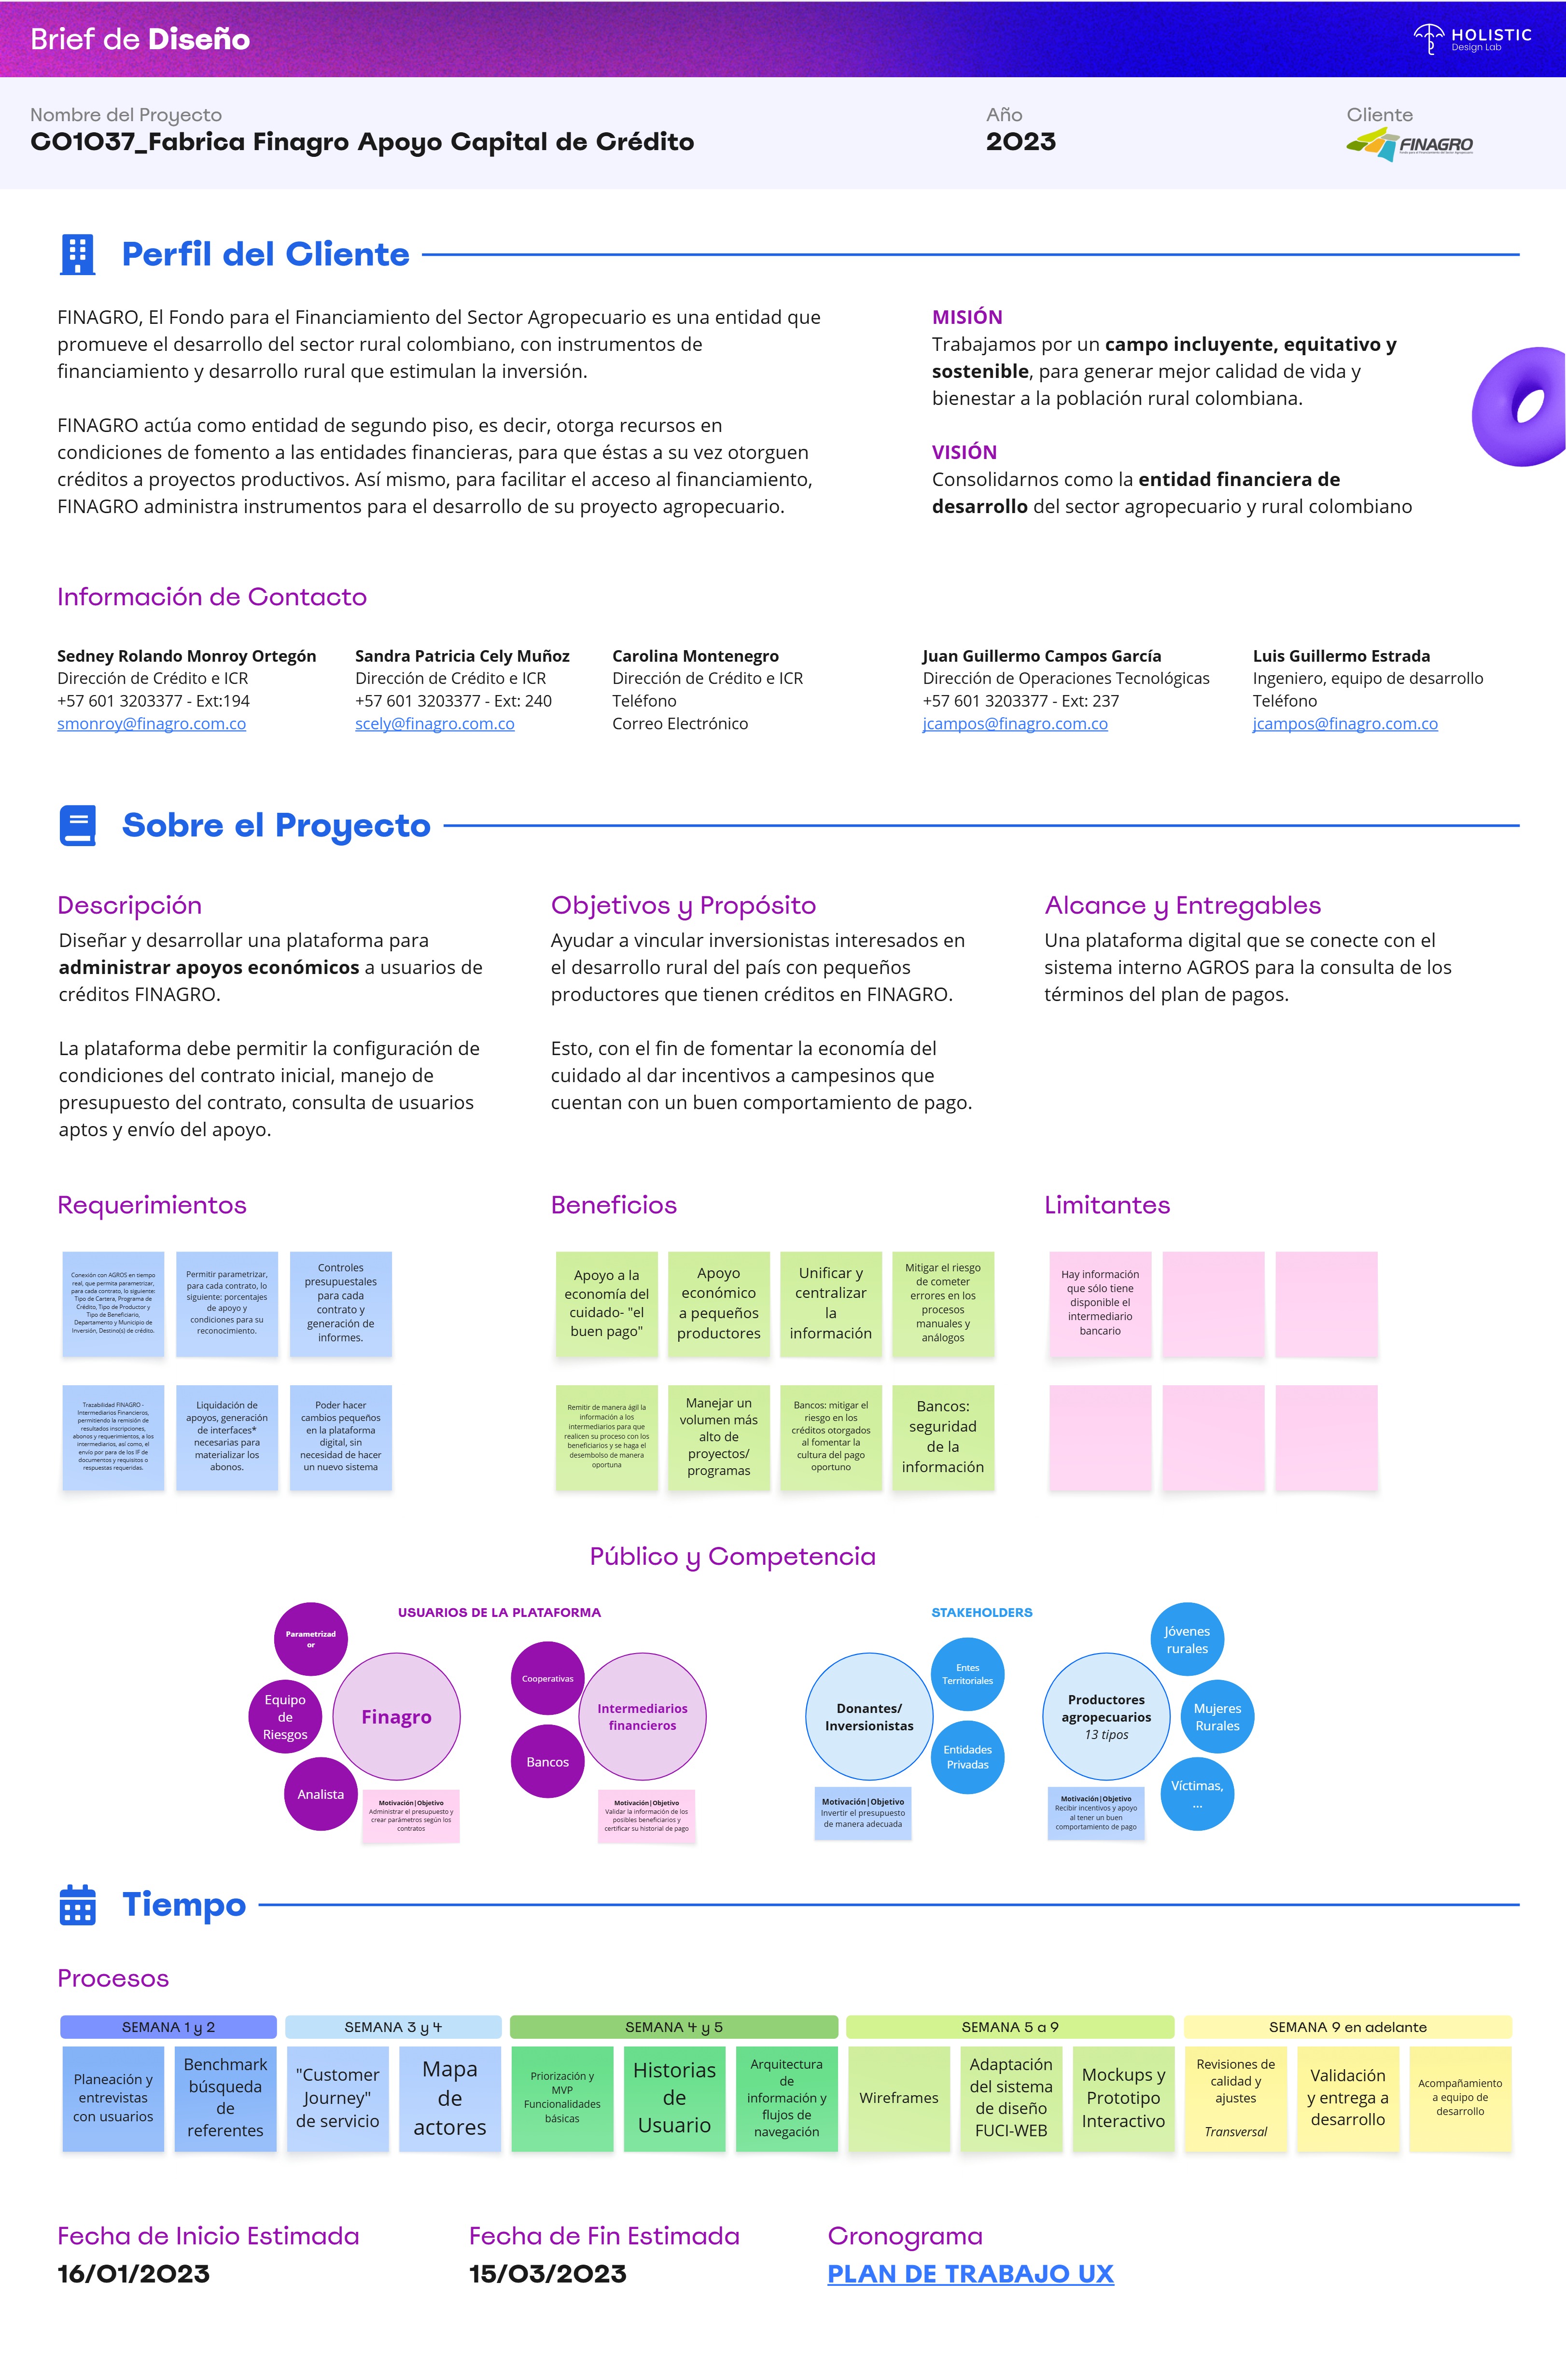 Brief de Diseño
HOLISTIC
Design Lab
Nombre del Proyecto
CO1037_Fabrica Finagro Apoyo Capital de Crédito
Año
2023
Cliente
FINAGRO
Perfil del Cliente
FINAGRO, El Fondo para el Financiamiento del Sector Agropecuario es una entidad que
promueve el desarrollo del sector rural colombiano, con instrumentos de
financiamiento y desarrollo rural que estimulan la inversión.
FINAGRO actúa como entidad de segundo piso, es decir, otorga recursos en
condiciones de fomento a las entidades financieras, para que éstas a su vez otorguen
créditos a proyectos productivos. Así mismo, para facilitar el acceso al financiamiento,
FINAGRO administra instrumentos para el desarrollo de su proyecto agropecuario.
MISIÓN
Trabajamos por un campo incluyente, equitativo y
sostenible, para generar mejor calidad de vida y
bienestar a la población rural colombiana.
VISIÓN
Consolidarnos como la entidad financiera de
desarrollo del sector agropecuario y rural colombiano
Información de Contacto
Sedney Rolando Monroy Ortegón
Dirección de Crédito e ICR
+57 601 3203377 - Ext:194
smonroy@finagro.com.co
Sandra Patricia Cely Muñoz
Dirección de Crédito e ICR
+57 601 3203377 - Ext: 240
scely@finagro.com.co
Carolina Montenegro
Dirección de Crédito e ICR
Teléfono
Correo Electrónico
Juan Guillermo Campos García
Dirección de Operaciones Tecnológicas
+57 601 3203377 - Ext: 237
jcampos@finagro.com.co
Luis Guillermo Estrada
Ingeniero, equipo de desarrollo
Teléfono
jcampos@finagro.com.co
Sobre el Proyecto
Descripción
Diseñar y desarrollar una plataforma para
administrar apoyos económicos a usuarios de
créditos FINAGRO.
La plataforma debe permitir la configuración de
condiciones del contrato inicial, manejo de
presupuesto del contrato, consulta de usuarios
aptos y envío del apoyo.
Objetivos y Propósito
Ayudar a vincular inversionistas interesados en
el desarrollo rural del país con pequeños
productores que tienen créditos en FINAGRO.
Esto, con el fin de fomentar la economía del
cuidado al dar incentivos a campesinos que
cuentan con un buen comportamiento de pago.
Alcance y Entregables
Una plataforma digital que se conecte con el
sistema interno AGROS para la consulta de los
términos del plan de pagos.
Requerimientos
Conexión con AGROS en tiempo
real, que permita parametrizar,
para cada contrato, lo siguiente:
Tipo de Cartera, Programa de
Crédito, Tipo de Productor y
Tipo de Beneficiario,
Departamento y Municipio de
Inversión, Destino(s) de crédito.
Permitir parametrizar,
para cada contrato, lo
siguiente: porcentajes
de apoyo y
condiciones para su
reconocimiento.
Controles
presupuestales
para cada
contrato y
generación de
informes.
Trazabilidad FINAGRO -
Intermediarios Financieros,
permitiendo la remisión de
resultados inscripciones,
abonos y requerimientos, a los
intermediarios, así como, el
envío por para de los IF de
documentos y requisitos o
respuestas requeridas.
Liquidación de
apoyos, generación
de interfaces*
necesarias para
materializar los
abonos.
Poder hacer
cambios pequeños
en la plataforma
digital, sin
necesidad de hacer
un nuevo sistema
Beneficios
Apoyo a la
economía del
cuidado- "el
buen pago"
Apoyo
económico
a pequeños
productores
Unificar y
centralizar
la
información
Mitigar el riesgo
de cometer
errores en los
procesos
manuales y
análogos
Remitir de manera ágil la
información a los
intermediarios para que
realicen su proceso con los
beneficiarios y se haga el
desembolso de manera
oportuna
Manejar un
volumen más
alto de
proyectos/
programas
Bancos: mitigar el
riesgo en los
créditos otorgados
al fomentar la
cultura del pago
oportuno
Bancos:
seguridad
de la
información
Limitantes
Hay información
que sólo tiene
disponible el
intermediario
bancario
Público y Competencia
USUARIOS DE LA PLATAFORMA
Parametrizad
or
Equipo
de
Riesgos
Analista
Finagro
Motivación|Objetivo
Administrar el presupuesto y
crear parámetros según los
contratos
Cooperativas
Bancos
Intermediarios
financieros
Motivación|Objetivo
Validar la información de los
posibles beneficiarios y
certificar su historial de pago
STAKEHOLDERS
Donantes/
Inversionistas
Entes
Territoriales
Entidades
Privadas
Motivación|Objetivo
Invertir el presupuesto
de manera adecuada
Productores
agropecuarios
13 tipos
Jóvenes
rurales
Mujeres
Rurales
Víctimas,
...
Motivación|Objetivo
Recibir incentivos y apoyo
al tener un buen
comportamiento de pago
Tiempo
Procesos
SEMANA 1 y 2
Planeación y
entrevistas
con usuarios
Benchmark
búsqueda
de
referentes
SEMANA 3 y 4
"Customer
Journey"
de servicio
Mapa
de
actores
SEMANA 4 y 5
Priorización y
MVP
Funcionalidades
básicas
Historias
de
Usuario
Arquitectura
de
información y
flujos de
navegación
SEMANA 5 a 9
Wireframes
Adaptación
del sistema
de diseño
FUCI-WEB
Mockups y
Prototipo
Interactivo
SEMANA 9 en adelante
Revisiones de
calidad y
ajustes
Transversal
Validación
y entrega a
desarrollo
Acompañamiento
a equipo de
desarrollo
Fecha de Inicio Estimada
16/01/2023
Fecha de Fin Estimada
15/03/2023
Cronograma
PLAN DE TRABAJO UX